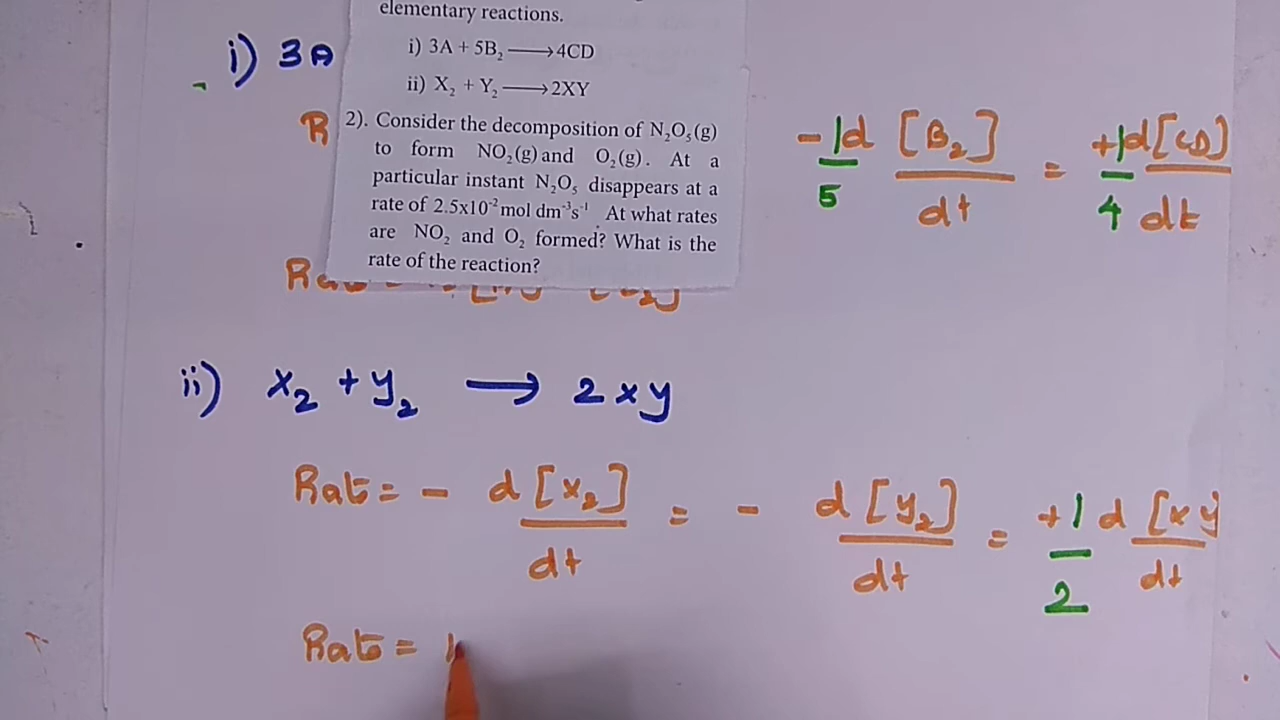 elementary reactions.
i) 3A + 5B₂ ⟶ 4CD
ii) X₂ + Y₂ ⟶ 2XY
2). Consider the decomposition of N₂O₅(g)
to form NO₂(g) and O₂(g). At a
particular instant N₂O₅ disappears at a
rate of 2.5x10⁻² mol dm⁻³s⁻¹ At what rates
are NO₂ and O₂ formed? What is the
rate of the reaction?
i) 3A
R
-1/5 d[B₂]/dt = +1/4 d[CD]/dt
ii) X₂ + Y₂ ⟶ 2XY
Rate = - d[X₂]/dt = - d[Y₂]/dt = +1/2 d[XY/dt
Rate =